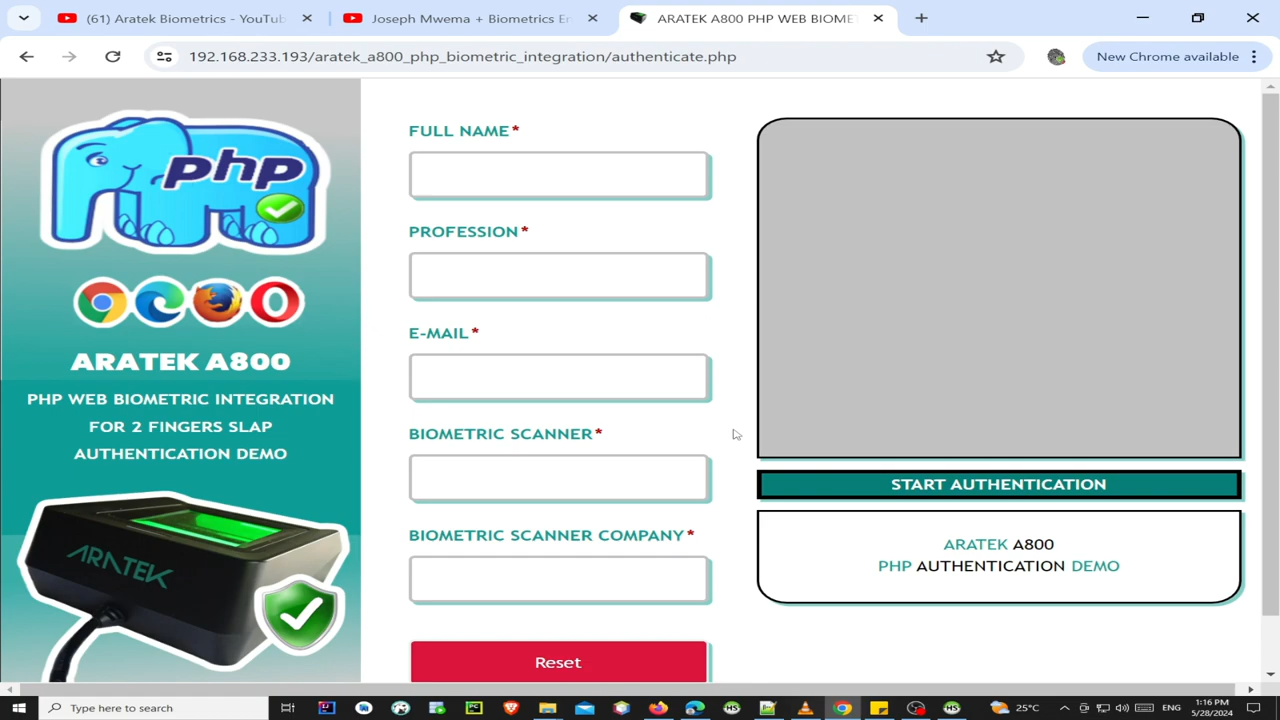 (61) Aratek Biometrics - YouTub
Joseph Mwema + Biometrics En
ARATEK A800 PHP WEB BIOMET
192.168.233.193/aratek_a800_php_biometric_integration/authenticate.php
New Chrome available
php
ARATEK A800
PHP WEB BIOMETRIC INTEGRATION
FOR 2 FINGERS SLAP
AUTHENTICATION DEMO
ARATEK
FULL NAME*
PROFESSION*
E-MAIL*
BIOMETRIC SCANNER*
BIOMETRIC SCANNER COMPANY*
Reset
START AUTHENTICATION
ARATEK A800
PHP AUTHENTICATION DEMO
Type here to search
25°C
ENG
1:16 PM
5/28/2024